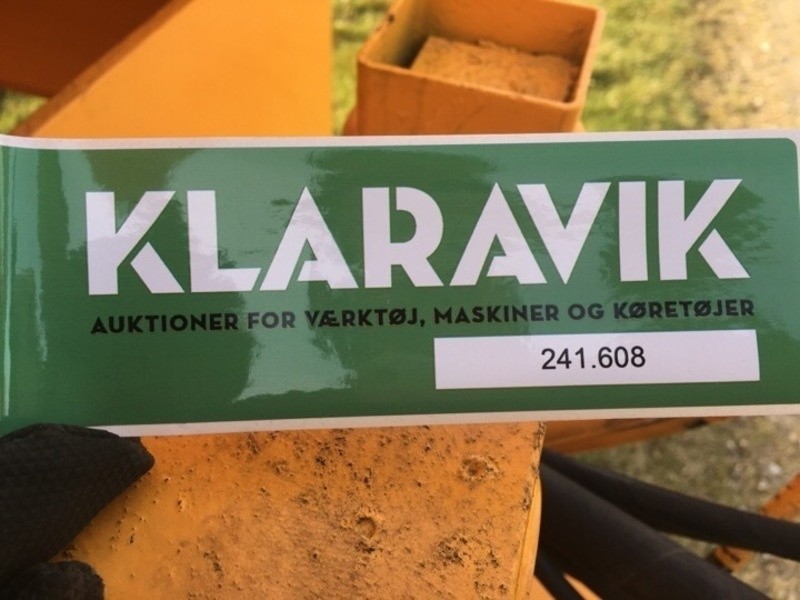 KLARAVIK
AUKTIONER FOR VÆRKTØJ, MASKINER OG KØRETØJER
241.608